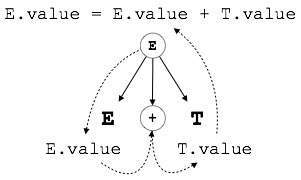 E.value = E.value + T.value
E
E + T
E.value T.value